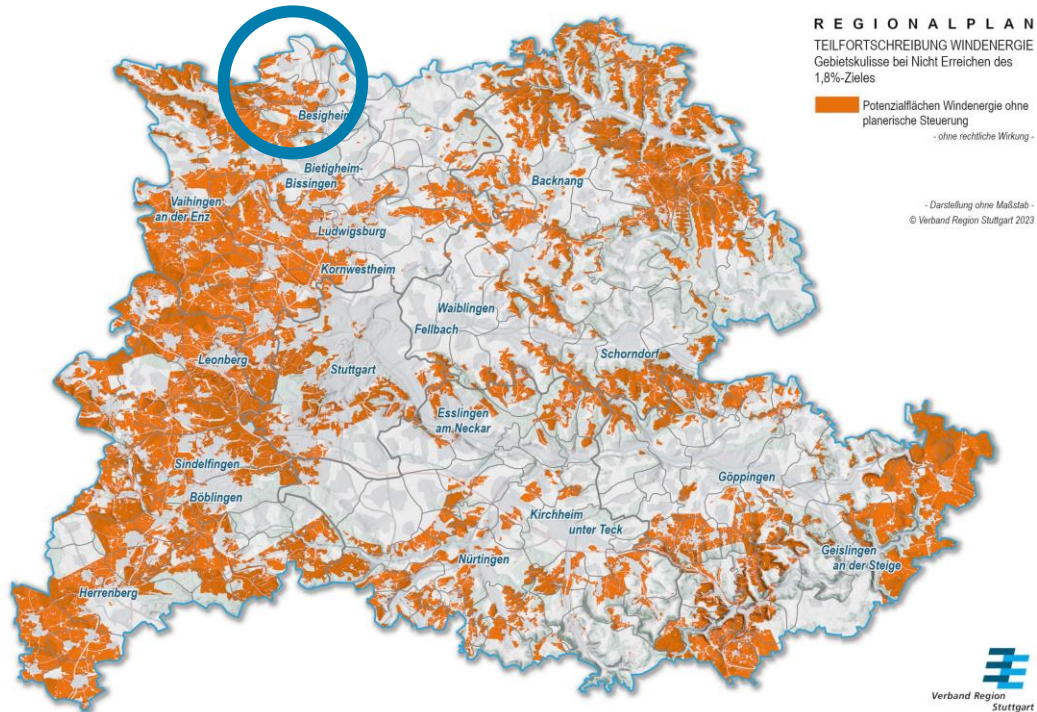 REGIONALPLAN
TEILFORTSCHREIBUNG WINDENERGIE
Gebietskulisse bei Nicht Erreichen des
1,8%-Zieles
Potenzialflächen Windenergie ohne
planerische Steuerung
- ohne rechtliche Wirkung -
- Darstellung ohne Maßstab -
© Verband Region Stuttgart 2023
Besigheim
Bietigheim-
Bissingen
Backnang
Vaihingen
an der Enz
Ludwigsburg
Kornwestheim
Waiblingen
Fellbach
Schorndorf
Leonberg
Stuttgart
Esslingen
am Neckar
Sindelfingen
Böblingen
Göppingen
Kirchheim
unter Teck
Nürtingen
Geislingen
an der Steige
Herrenberg
Verband Region
Stuttgart